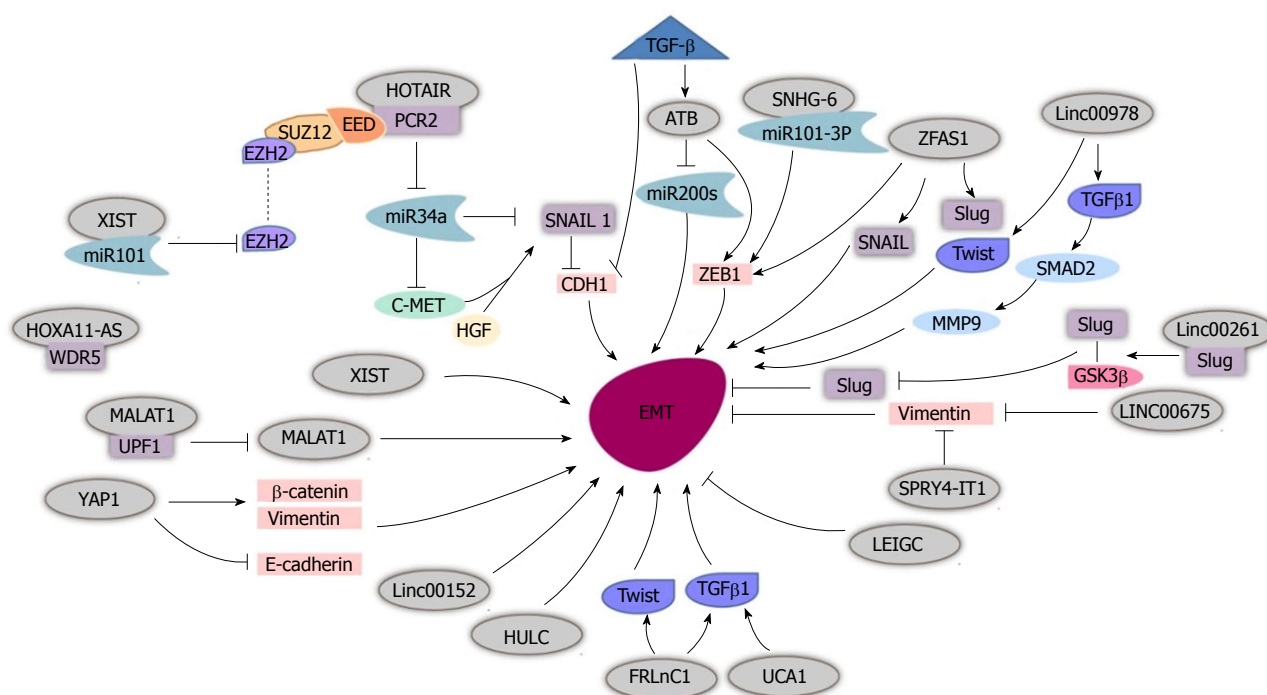 TGF-β
HOTAIR
PCR2
EED
SUZ12
EZH2
EZH2
XIST
miR101
miR34a
C-MET
HGF
SNAIL 1
CDH1
ATB
miR200s
SNHG-6
miR101-3P
ZEB1
ZFAS1
Slug
SNAIL
Linc00978
TGFβ1
Twist
SMAD2
MMP9
HOXA11-AS
WDR5
XIST
EMT
Slug
Slug
GSK3β
Linc00261
Slug
MALAT1
UPF1
MALAT1
Vimentin
LINC00675
SPRY4-IT1
YAP1
β-catenin
Vimentin
E-cadherin
LEIGC
Linc00152
HULC
Twist
TGFβ1
FRLnC1
UCA1